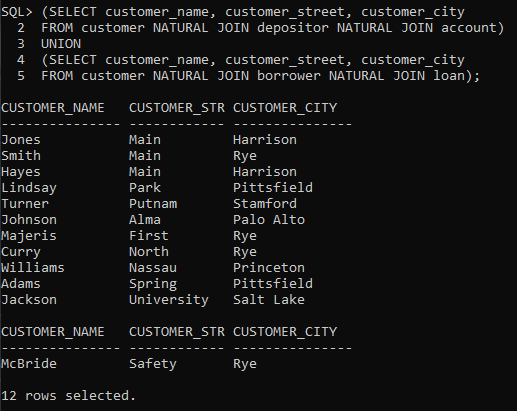 SQL> (SELECT customer_name, customer_street, customer_city
  2  FROM customer NATURAL JOIN depositor NATURAL JOIN account)
  3  UNION
  4  (SELECT customer_name, customer_street, customer_city
  5  FROM customer NATURAL JOIN borrower NATURAL JOIN loan);

CUSTOMER_NAME   CUSTOMER_STR CUSTOMER_CITY
--------------- ------------ ---------------
Jones           Main         Harrison
Smith           Main         Rye
Hayes           Main         Harrison
Lindsay         Park         Pittsfield
Turner          Putnam       Stamford
Johnson         Alma         Palo Alto
Majeris         First        Rye
Curry           North        Rye
Williams        Nassau       Princeton
Adams           Spring       Pittsfield
Jackson         University   Salt Lake

CUSTOMER_NAME   CUSTOMER_STR CUSTOMER_CITY
--------------- ------------ ---------------
McBride         Safety       Rye

12 rows selected.